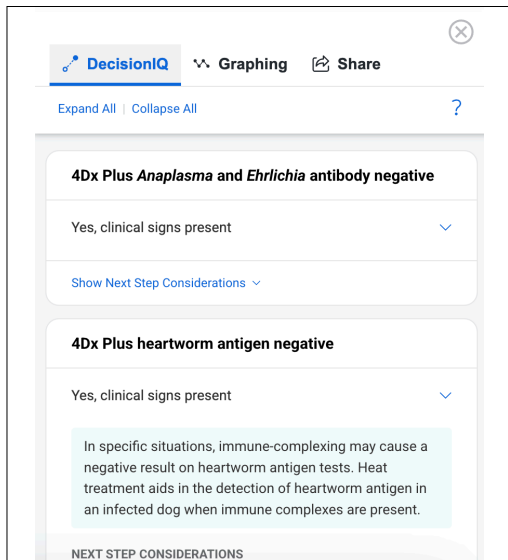 DecisionIQ Graphing Share
Expand All | Collapse All ?
4Dx Plus Anaplasma and Ehrlichia antibody negative
Yes, clinical signs present
Show Next Step Considerations
4Dx Plus heartworm antigen negative
Yes, clinical signs present
In specific situations, immune-complexing may cause a
negative result on heartworm antigen tests. Heat
treatment aids in the detection of heartworm antigen in
an infected dog when immune complexes are present.
NEXT STEP CONSIDERATIONS